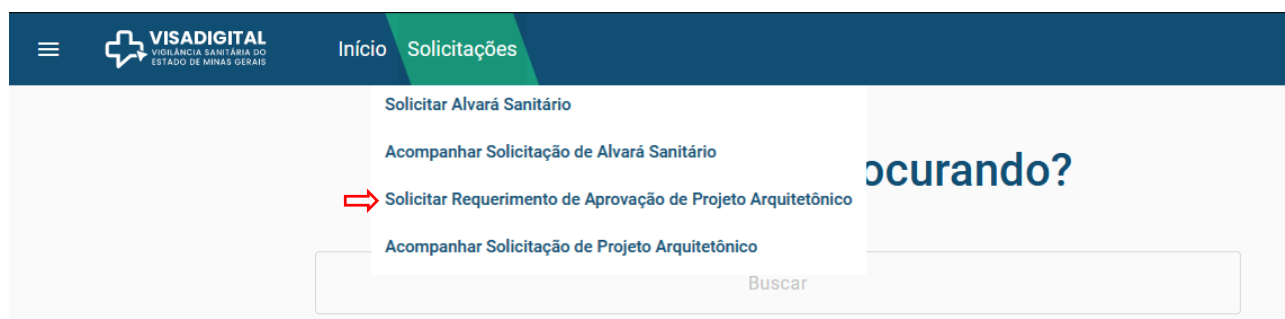 VISADIGITAL
VIGILÂNCIA SANITÁRIA DO
ESTADO DE MINAS GERAIS
Início Solicitações
Solicitar Alvará Sanitário
Acompanhar Solicitação de Alvará Sanitário
ocurando?
Solicitar Requerimento de Aprovação de Projeto Arquitetônico
Acompanhar Solicitação de Projeto Arquitetônico
Buscar